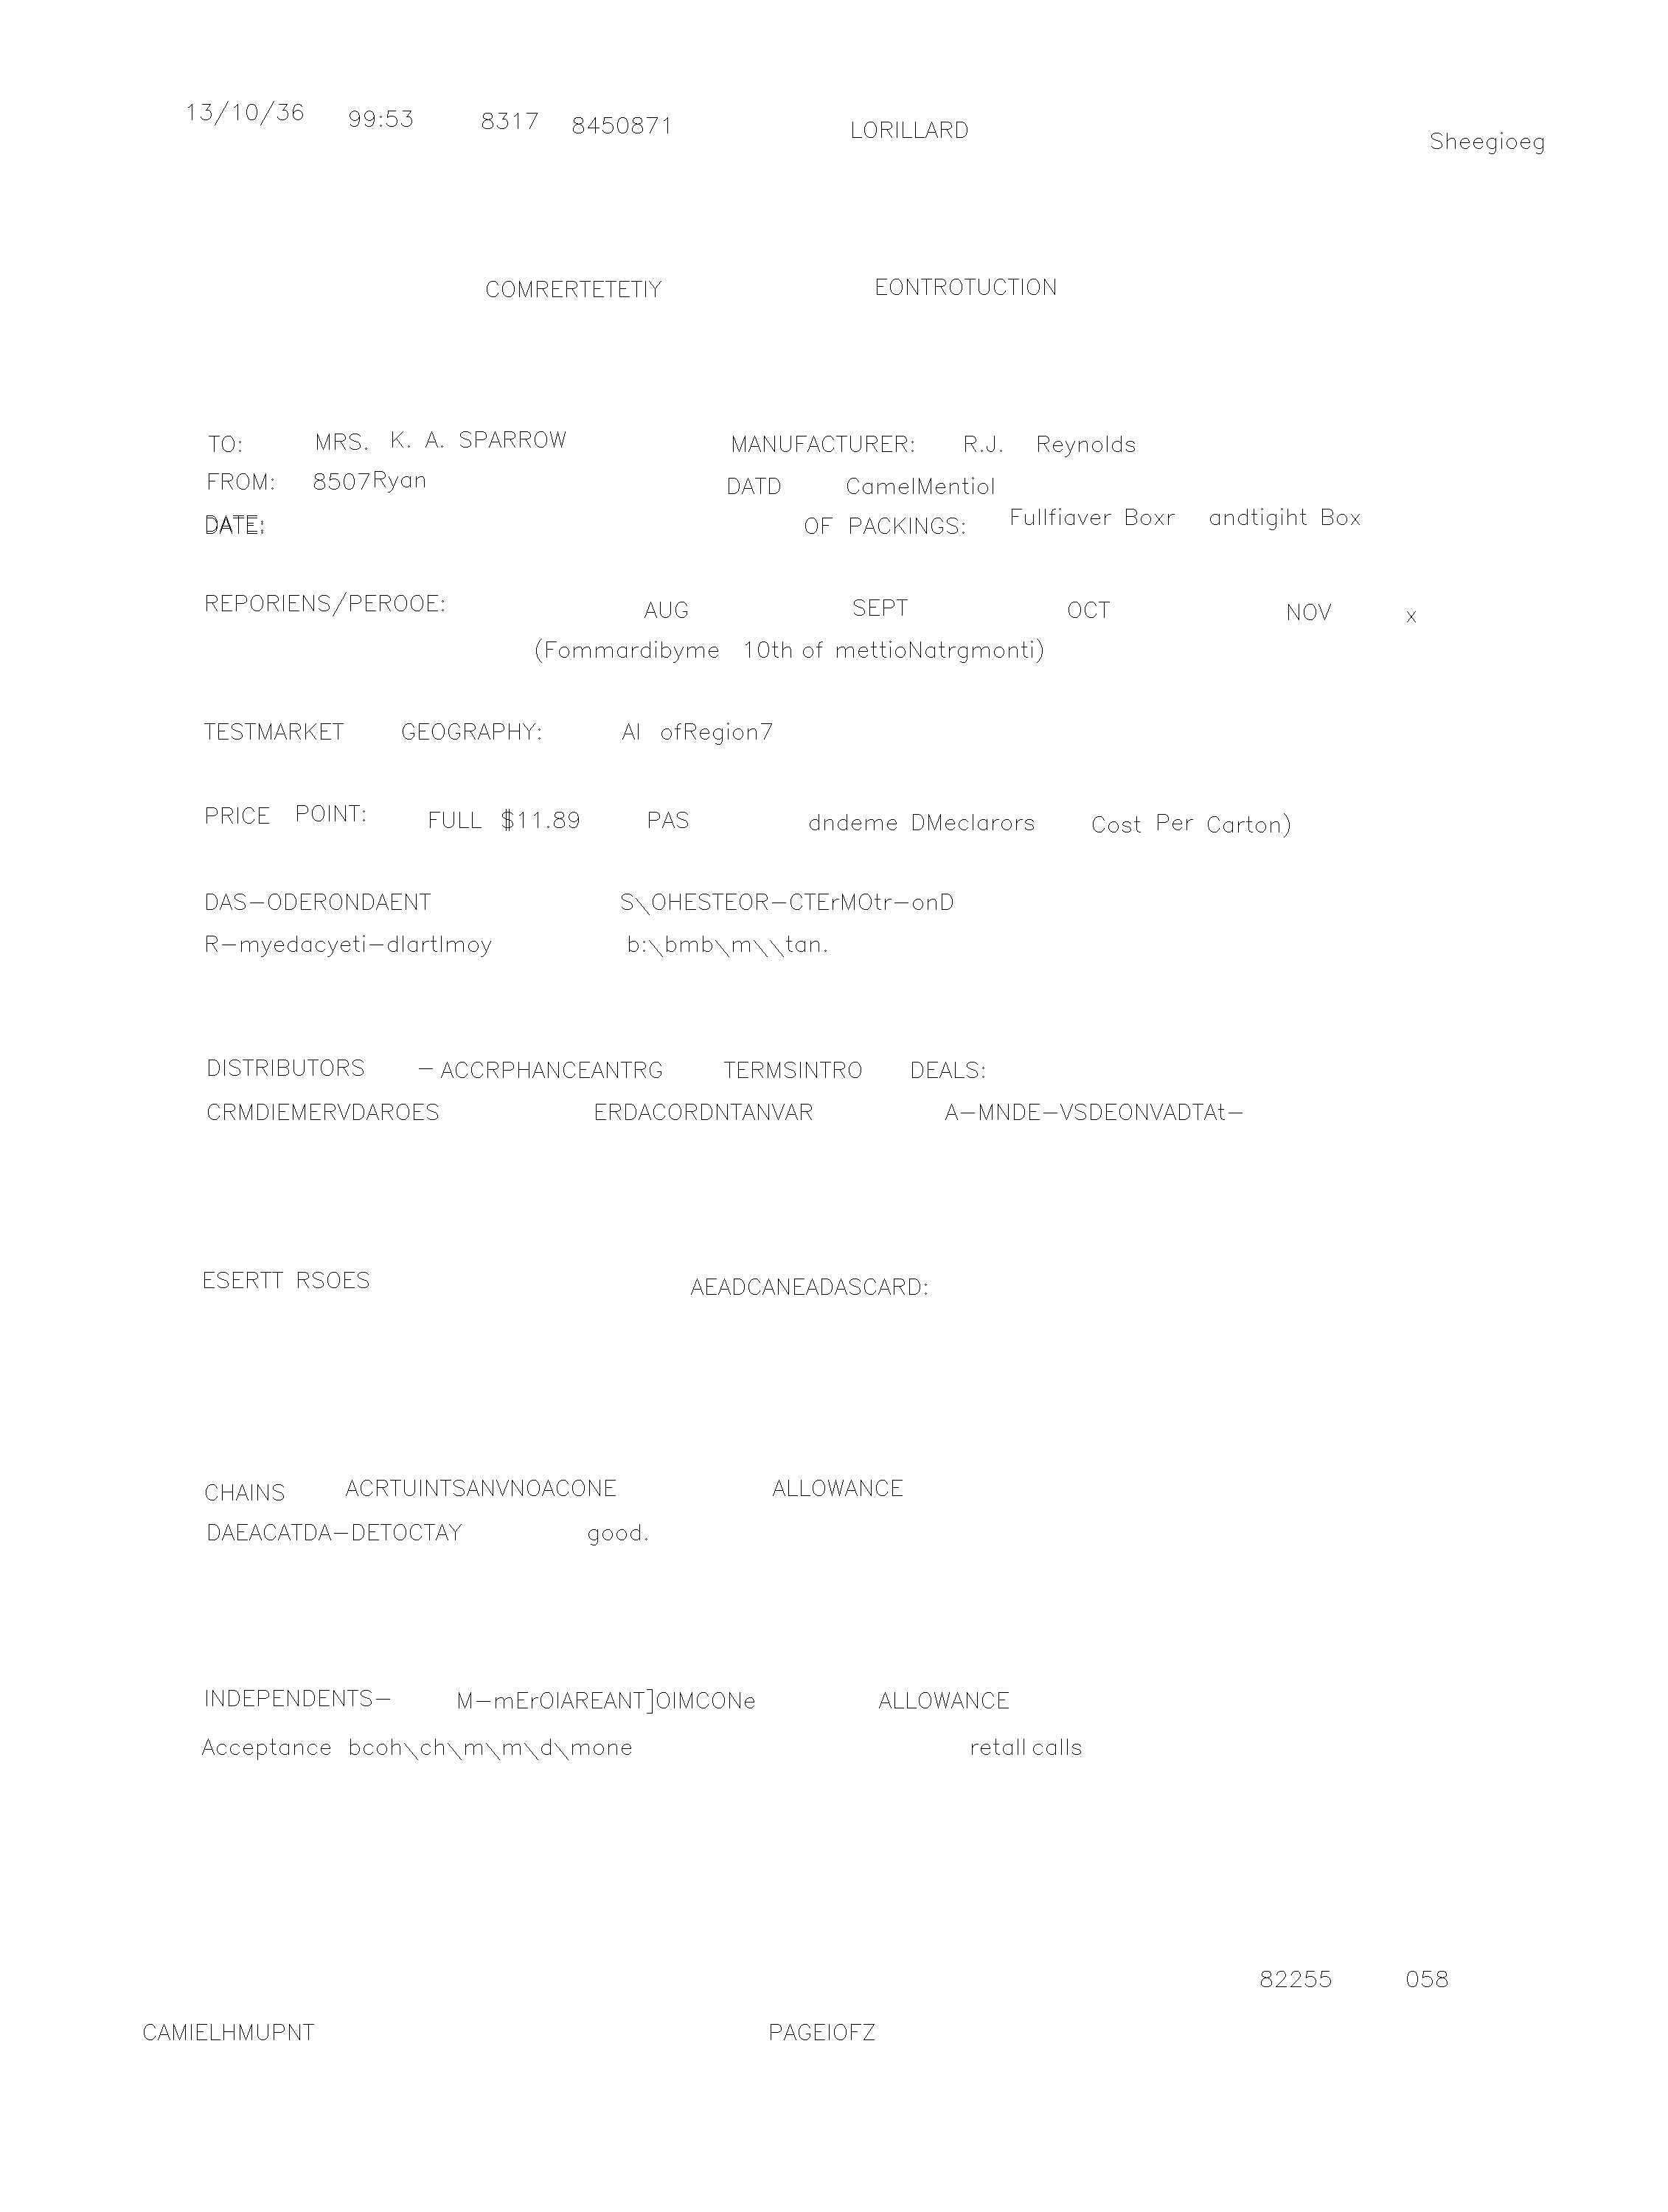 13/10/36 99:53 8317 8450871 LORILLARD Sheegioeg
COMRERTETETIY EONTROTUCTION
TO: MRS. K. A. SPARROW MANUFACTURER: R.J. Reynolds
FROM: 8507Ryan DATD CamelMentiol
DATE: OF PACKINGS: Fullfiaver Boxr andtigiht Box
REPORIENS/PEROOE: AUG SEPT OCT NOV x
(Fommardibyme 10th of mettioNatrgmonti)
TESTMARKET GEOGRAPHY: Al ofRegion7
PRICE POINT: FULL $11.89 PAS dndeme DMeclarors Cost Per Carton)
DAS-ODERONDAENT S\OHESTEOR-CTErMOtr-onD
R-myedacyeti-dlartlmoy b:\bmb\m\\tan.
DISTRIBUTORS - ACCRPHANCEANTRG TERMSINTRO DEALS:
CRMDIEMERVDAROES ERDACORDNTANVAR A-MNDE-VSDEONVADTAt-
ESERTT RSOES AEADCANEADASCARD:
CHAINS ACRTUINTSANVNOACONE ALLOWANCE
DAEACATDA-DETOCTAY good.
INDEPENDENTS- M-mErOIAREANT]OIMCONe ALLOWANCE
Acceptance bcoh\ch\m\m\d\mone retall calls
82255 058
CAMIELHMUPNT PAGEIOFZ